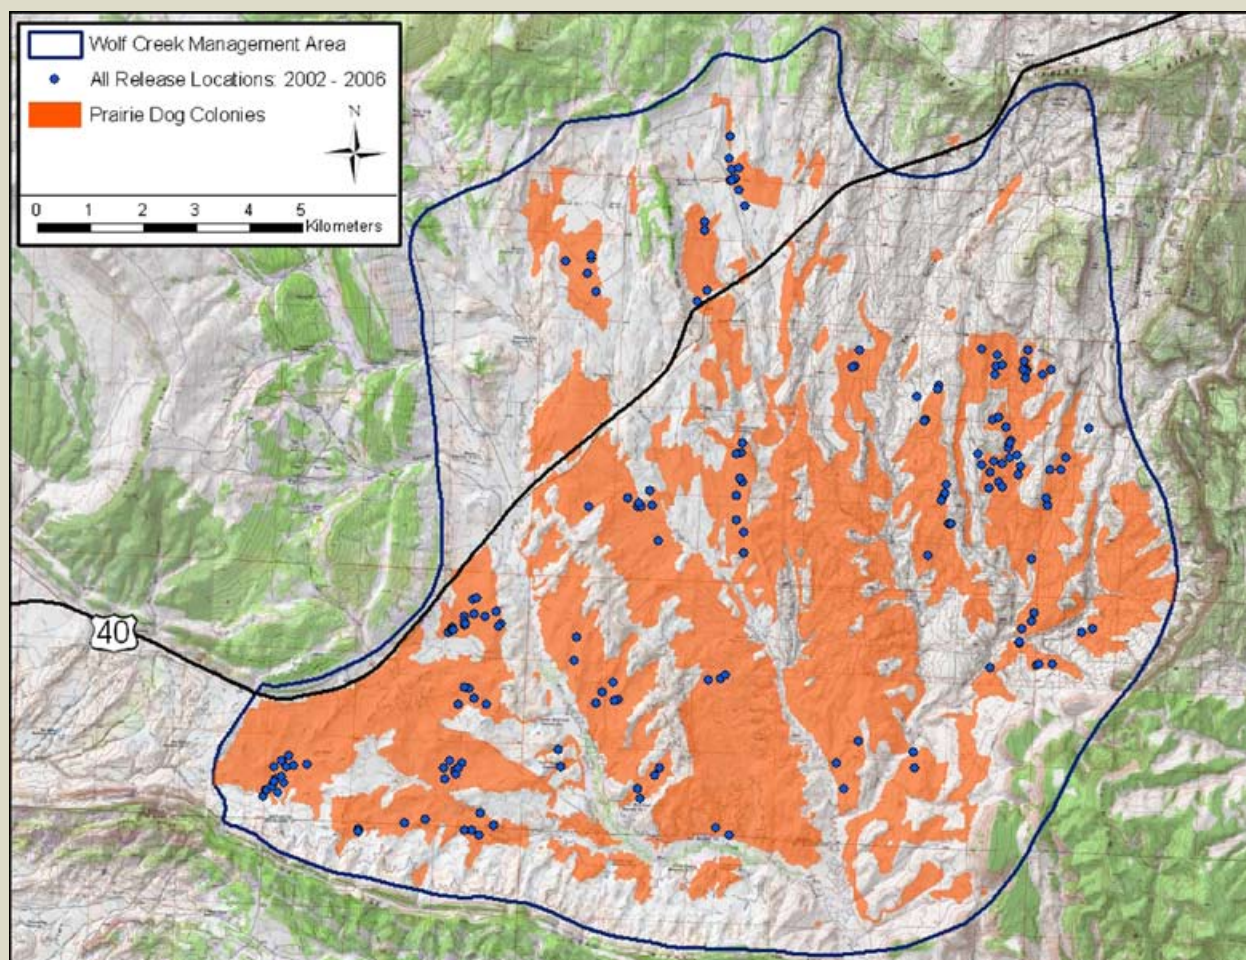 Wolf Creek Management Area
All Release Locations: 2002 - 2006
Prairie Dog Colonies
N
0 1 2 3 4 5
Kilometers
40